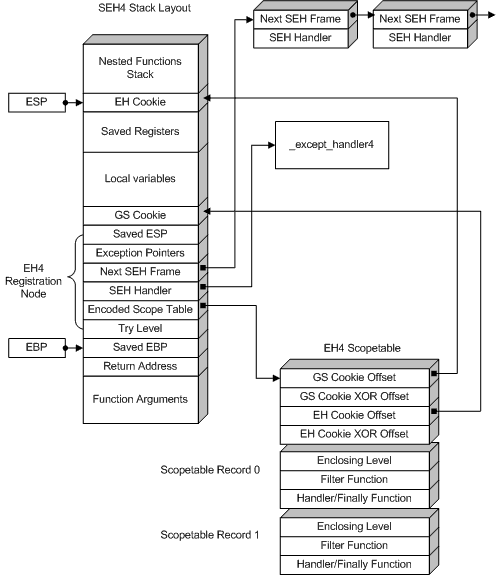 SEH4 Stack Layout
Next SEH Frame
SEH Handler
Next SEH Frame
SEH Handler
Nested Functions
Stack
ESP
EH Cookie
Saved Registers
_except_handler4
Local variables
GS Cookie
Saved ESP
Exception Pointers
EH4
Registration
Node
Next SEH Frame
SEH Handler
Encoded Scope Table
Try Level
EBP
Saved EBP
Return Address
Function Arguments
EH4 Scopetable
GS Cookie Offset
GS Cookie XOR Offset
EH Cookie Offset
EH Cookie XOR Offset
Scopetable Record 0
Enclosing Level
Filter Function
Handler/Finally Function
Scopetable Record 1
Enclosing Level
Filter Function
Handler/Finally Function